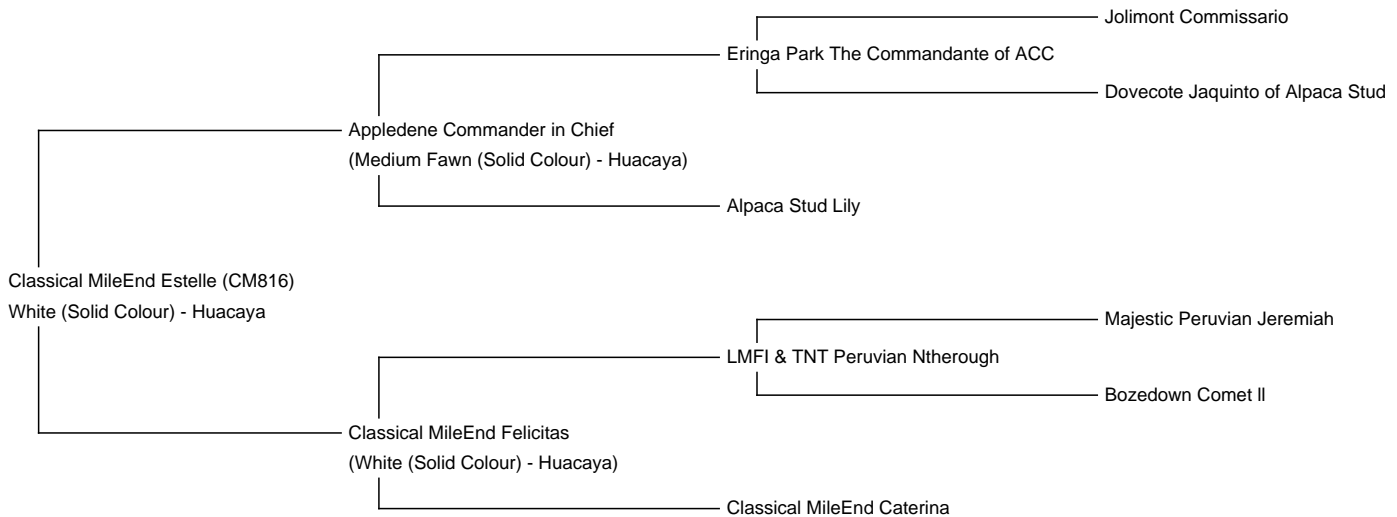 Jolimont Commissario
Eringa Park The Commandante of ACC
Dovecote Jaquinto of Alpaca Stud
Appledene Commander in Chief
(Medium Fawn (Solid Colour) - Huacaya)
Alpaca Stud Lily
Classical MileEnd Estelle (CM816)
White (Solid Colour) - Huacaya
Majestic Peruvian Jeremiah
LMFI & TNT Peruvian Ntherough
Bozedown Comet ll
Classical MileEnd Felicitas
(White (Solid Colour) - Huacaya)
Classical MileEnd Caterina